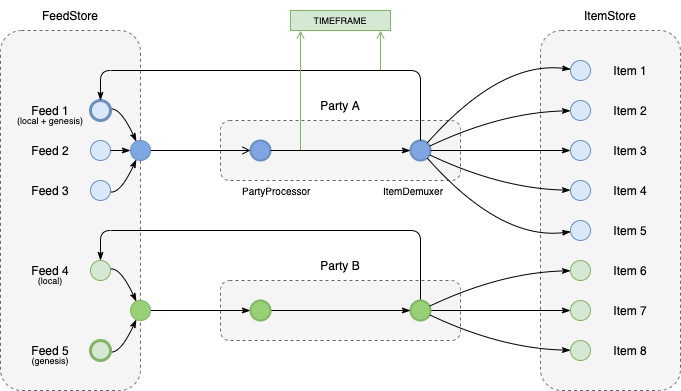 FeedStore
TIMEFRAME
ItemStore
Item 1
Party A
Feed 1
(local + genesis)
Item 2
Feed 2
Item 3
Feed 3
PartyProcessor
ItemDemuxer
Item 4
Item 5
Party B
Feed 4
(local)
Item 6
Item 7
Feed 5
(genesis)
Item 8